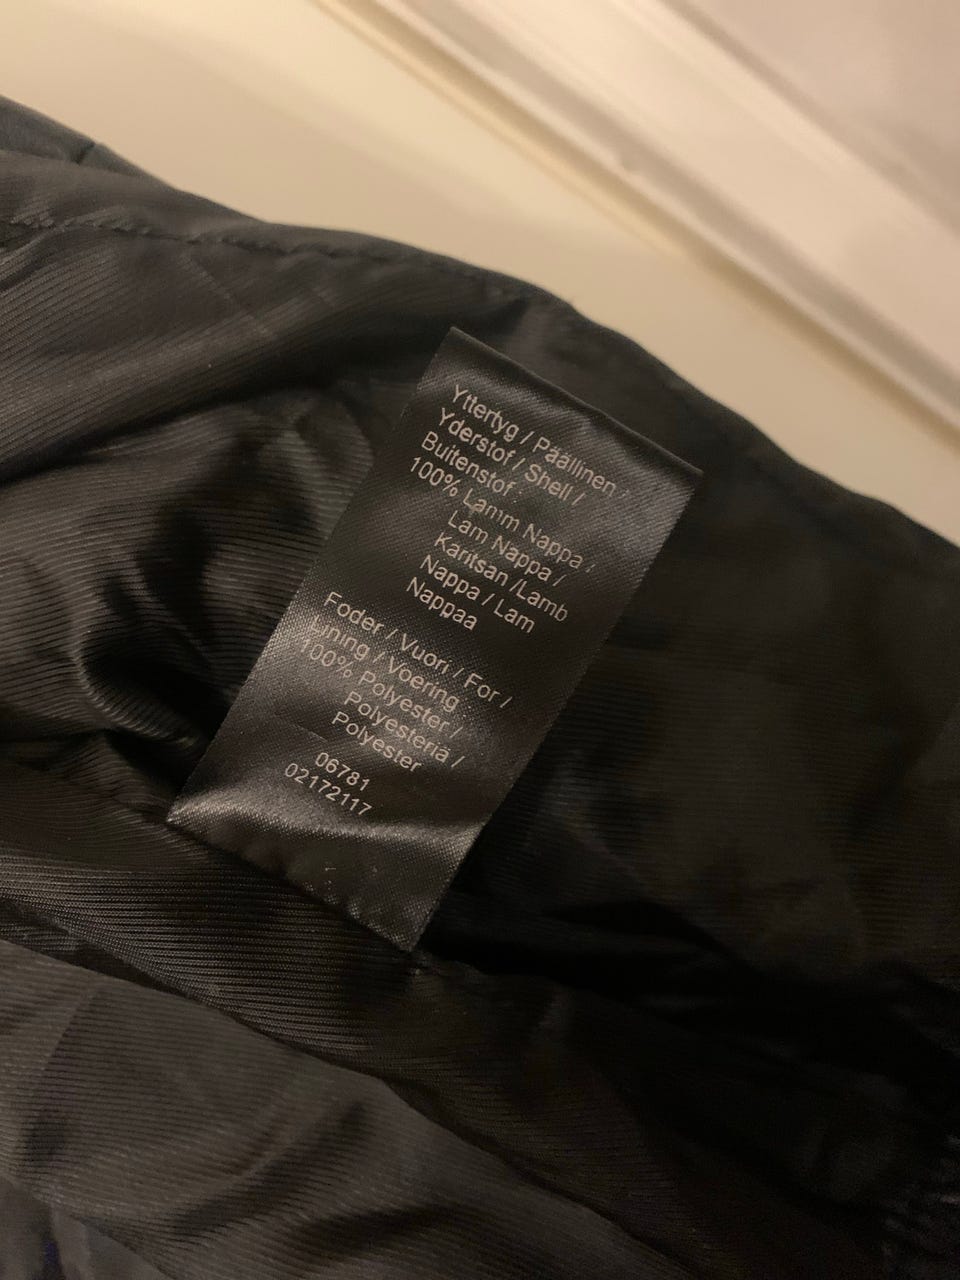 Yttertyg / Päällinen /
Yderstof / Shell /
Buitenstof :
100% Lamm Nappa /
Lam Nappa /
Karitsan /Lamb
Nappa / Lam
Nappaa
Foder / Vuori / For /
Lining / Voering
100% Polyester /
Polyesteria /
Polyester
06781
02172117